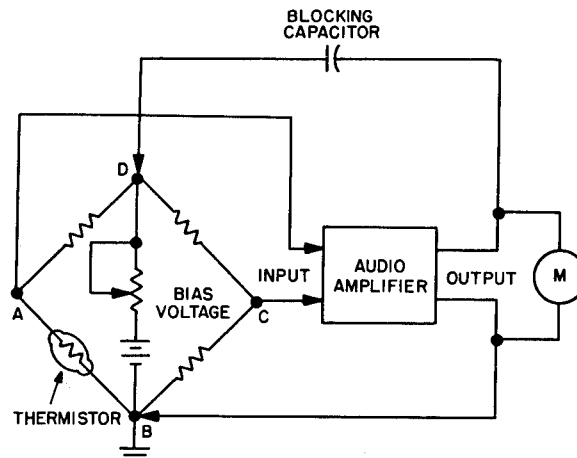 BLOCKING
CAPACITOR
D
INPUT
AUDIO
AMPLIFIER
OUTPUT
M
BIAS
VOLTAGE
A
C
THERMISTOR
B